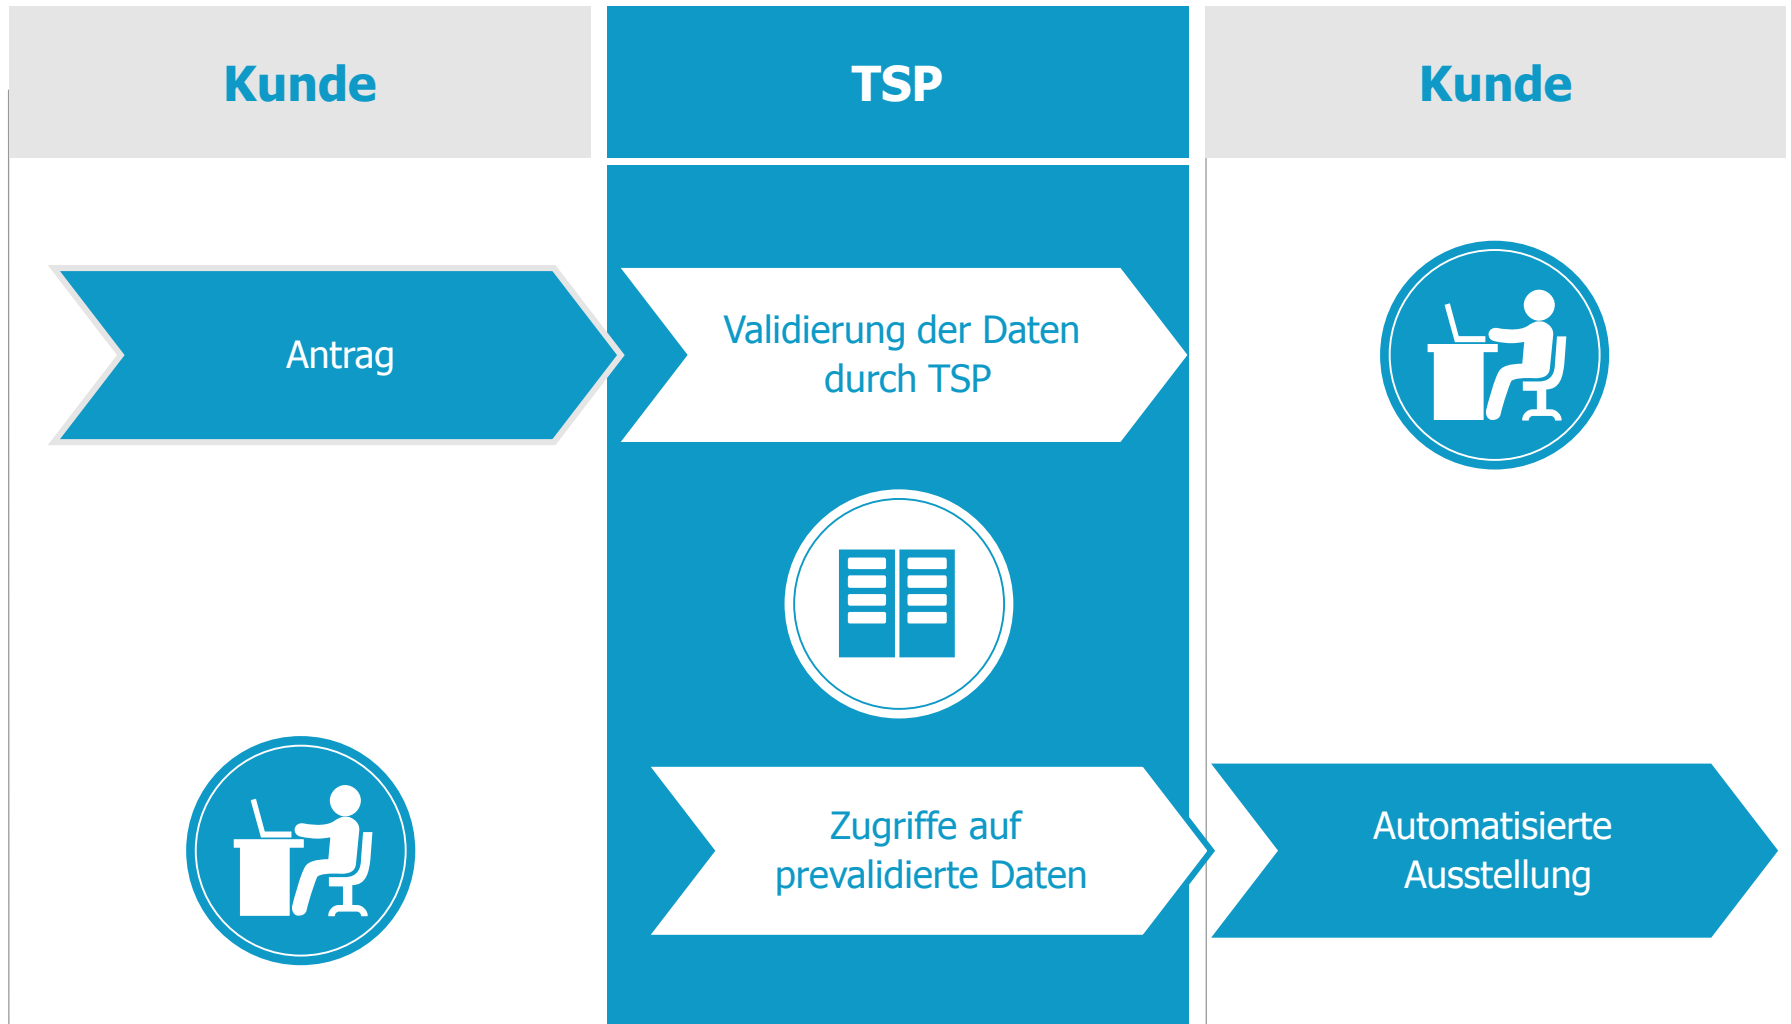 Kunde
TSP
Kunde
Antrag
Validierung der Daten
durch TSP
Zugriffe auf
prevalidierte Daten
Automatisierte
Ausstellung